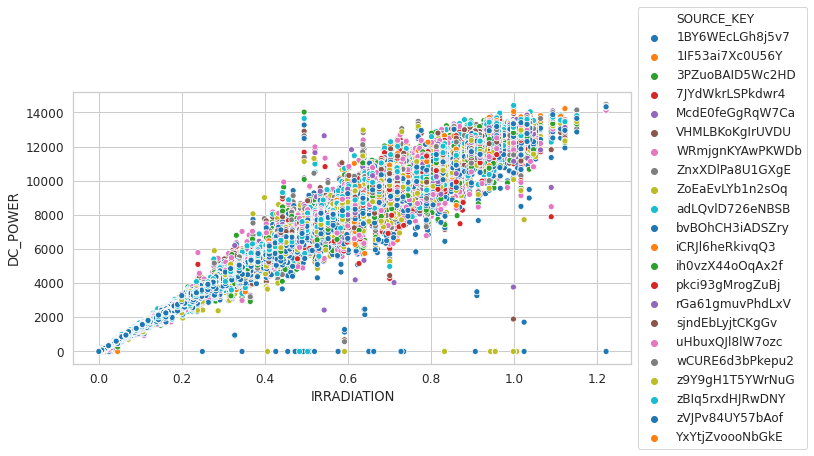 SOURCE_KEY
1BY6WEcLGh8j5v7
1IF53ai7Xc0U56Y
3PZuoBAID5Wc2HD
7JYdWkrLSPkdwr4
McdE0feGgRqW7Ca
VHMLBKoKgIrUVDU
WRmjgnKYAwPKWDb
ZnxXDlPa8U1GXgE
ZoEaEvLYb1n2sOq
adLQvlD726eNBSB
bvBOhCH3iADSZry
iCRJl6heRkivqQ3
ih0vzX44oOqAx2f
pkci93gMrogZuBj
rGa61gmuvPhdLxV
sjndEbLyjtCKgGv
uHbuxQJl8lW7ozc
wCURE6d3bPkepu2
z9Y9gH1T5YWrNuG
zBIq5rxdHJRwDNY
zVJPv84UY57bAof
YxYtjZvoooNbGkE
DC_POWER
14000
12000
10000
8000
6000
4000
2000
0
0.0 0.2 0.4 0.6 0.8 1.0 1.2
IRRADIATION